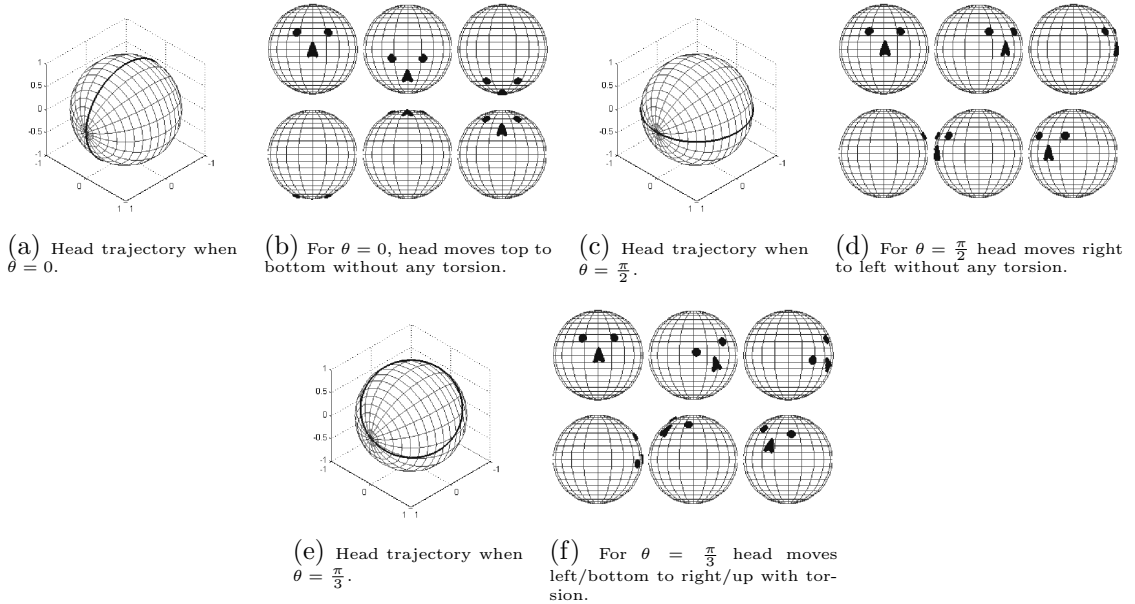 1
0.5
0
-0.5
-1
0
1 1
0
-1
1
0.5
0
-0.5
-1
0
1 1
0
-1
(a) Head trajectory when
θ = 0.
(b) For θ = 0, head moves top to
bottom without any torsion.
(c) Head trajectory when
θ = π/2.
(d) For θ = π/2 head moves right
to left without any torsion.
1
0.5
0
-0.5
-1
0
1 1
0
-1
(e) Head trajectory when
θ = π/3.
(f) For θ = π/3 head moves
left/bottom to right/up with tor-
sion.